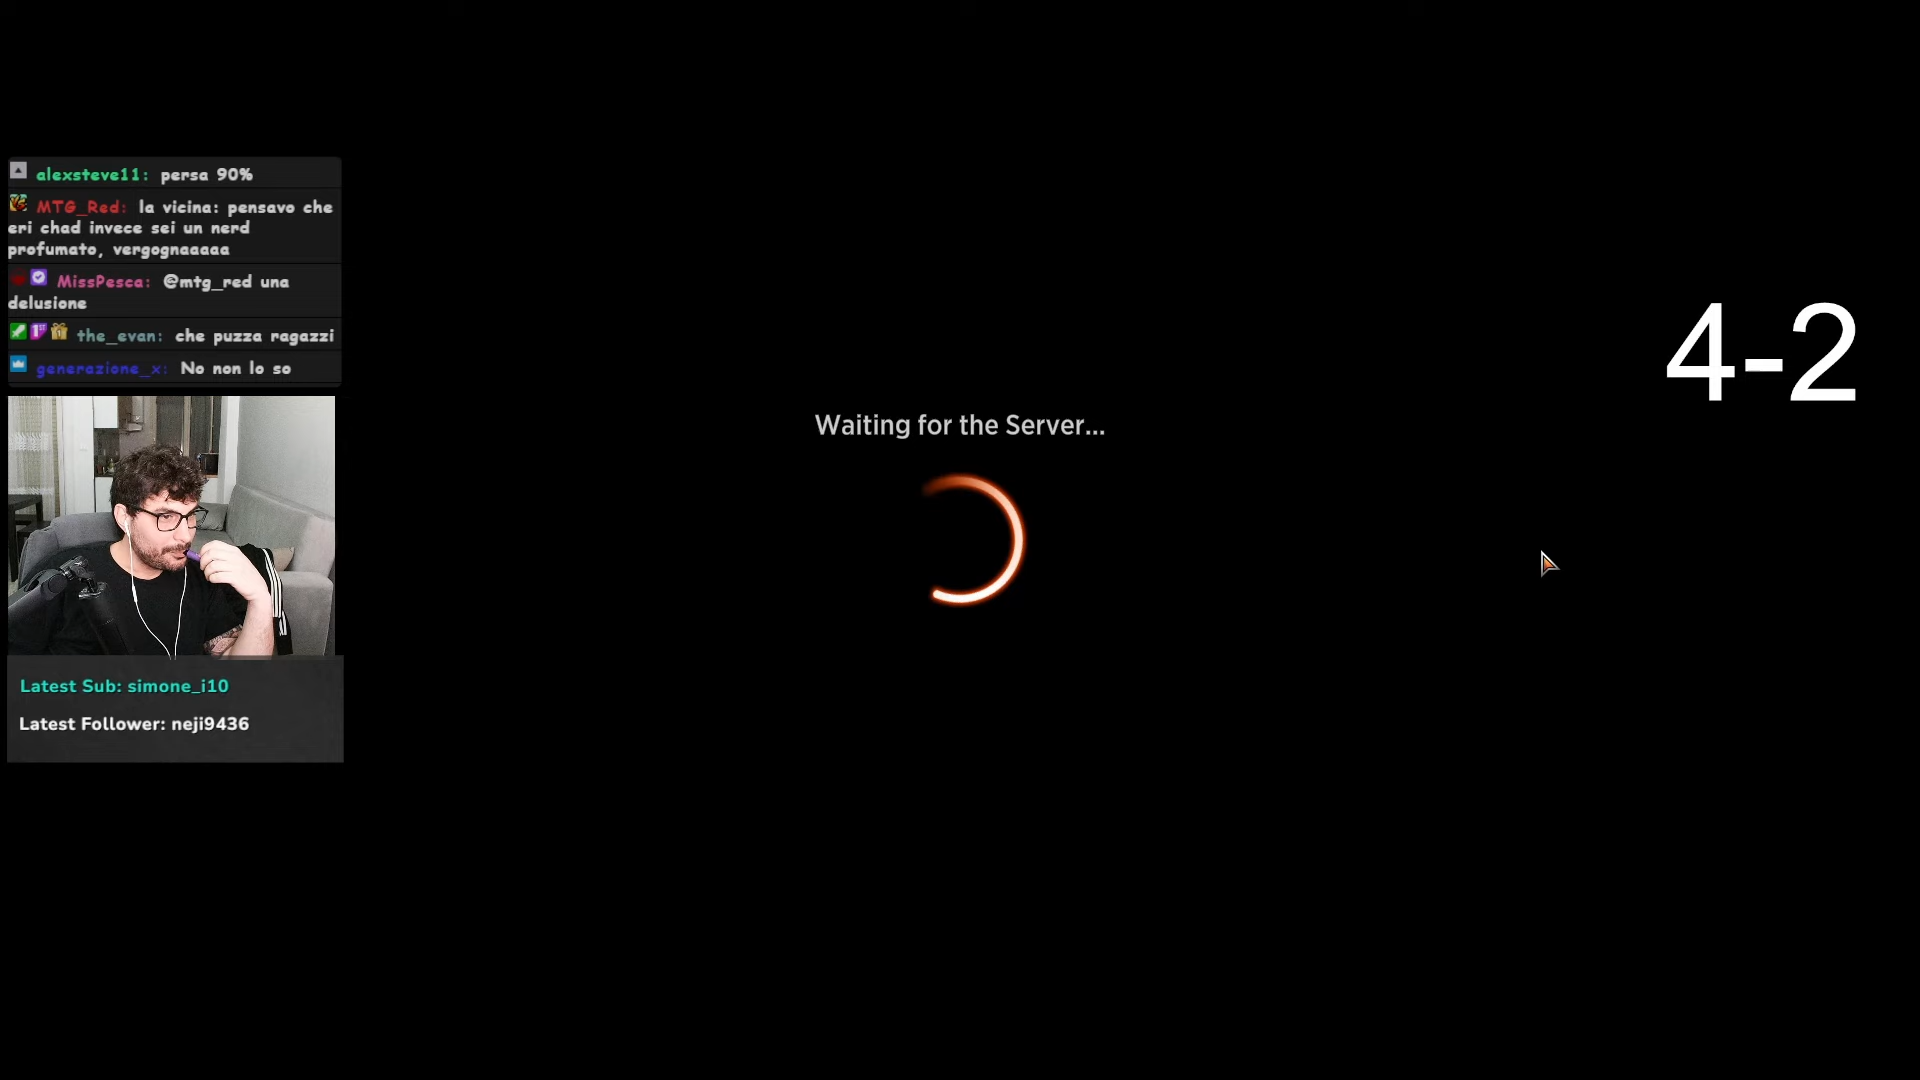 alexsteve11: persa 90%
MTG_Red: la vicina: pensavo che
eri chad invece sei un nerd
profumato, vergognaaaaa
MissPesca: @mtg_red una
delusione
the_evan: che puzza ragazzi
generazione_x: No non lo so
Latest Sub: simone_i10
Latest Follower: neji9436
Waiting for the Server...
4-2